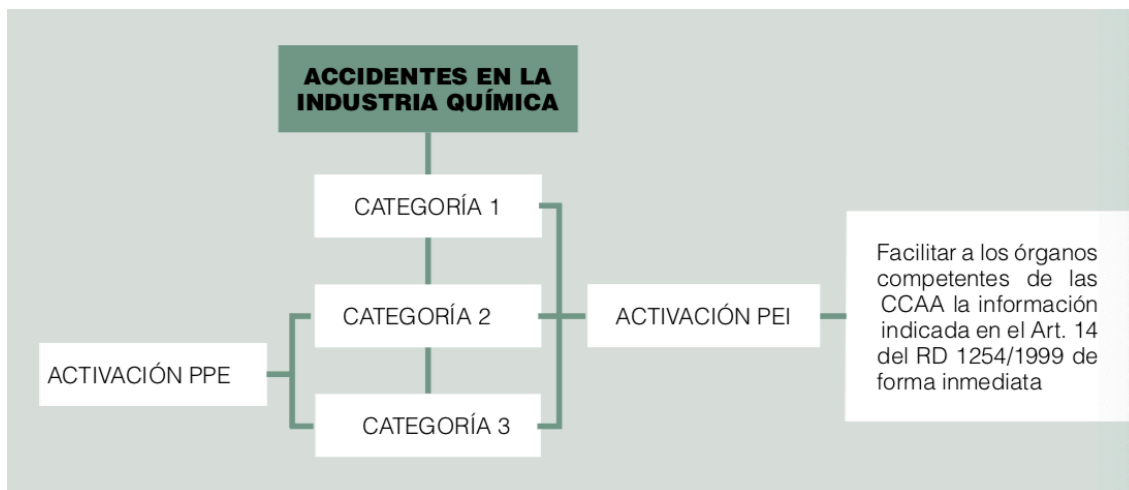 ACCIDENTES EN LA
INDUSTRIA QUÍMICA
CATEGORÍA 1
CATEGORÍA 2
CATEGORÍA 3
ACTIVACIÓN PPE
ACTIVACIÓN PEI
Facilitar a los órganos
competentes de las
CCAA la información
indicada en el Art. 14
del RD 1254/1999 de
forma inmediata